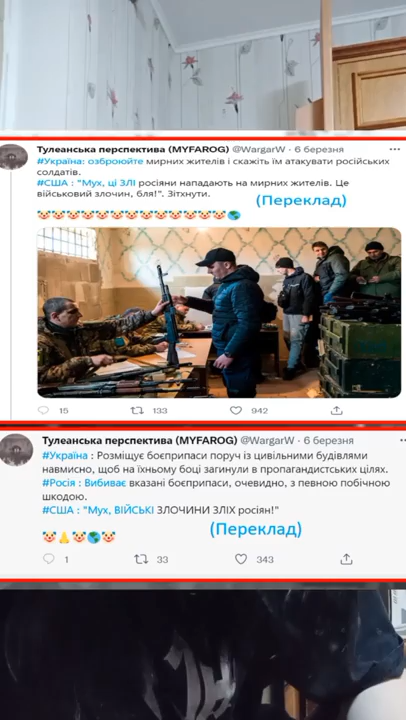 Тулеанська перспектива (MYFAROG) @WargarW · 6 березня
#Україна: озброюйте мирних жителів і скажіть їм атакувати російських
солдатів.
#США : "Мух, ці ЗЛІ росіяни нападають на мирних жителів. Це
військовий злочин, бля!". Зітхнути.
(Переклад)
15 133 942
Тулеанська перспектива (MYFAROG) @WargarW · 6 березня
#Україна : Розміщує боєприпаси поруч із цивільними будівлями
навмисно, щоб на їхньому боці загинули в пропагандистських цілях.
#Росія : Вибиває вказані боєприпаси, очевидно, з певною побічною
шкодою.
#США : "Мух, ВІЙСЬКІ ЗЛОЧИНИ ЗЛІХ росіян!"
(Переклад)
1 33 343